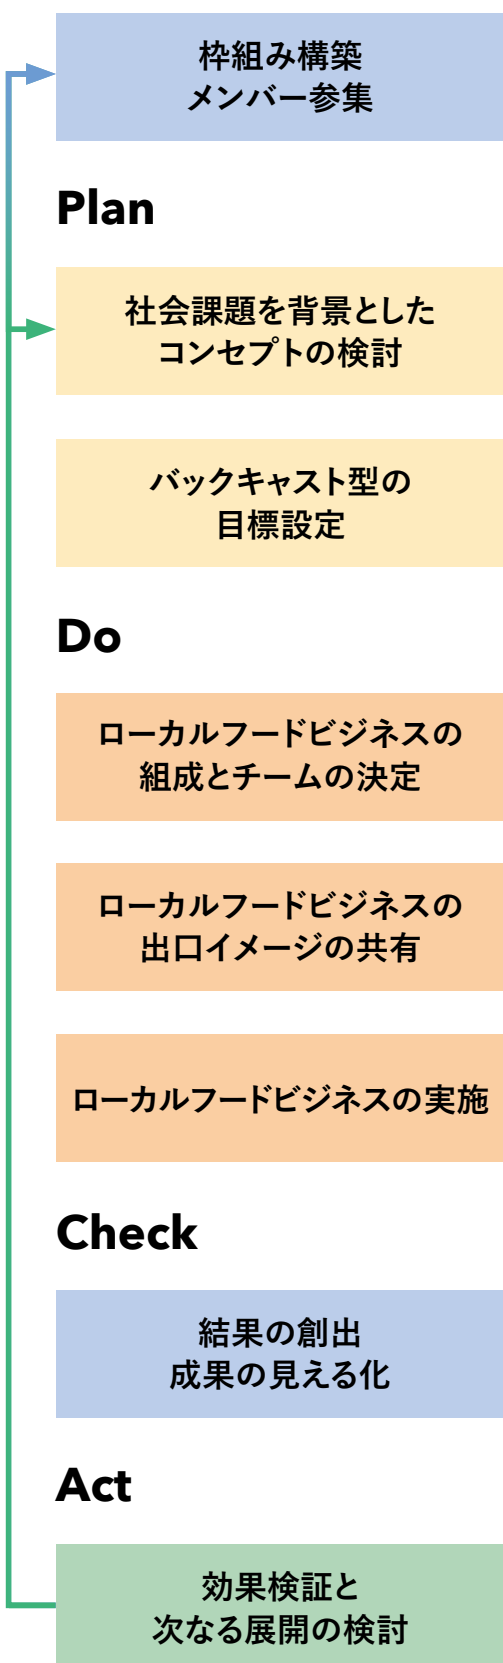 枠組み構築
メンバー参集
Plan
社会課題を背景とした
コンセプトの検討
バックキャスト型の
目標設定
Do
ローカルフードビジネスの
組成とチームの決定
ローカルフードビジネスの
出口イメージの共有
ローカルフードビジネスの実施
Check
結果の創出
成果の見える化
Act
効果検証と
次なる展開の検討